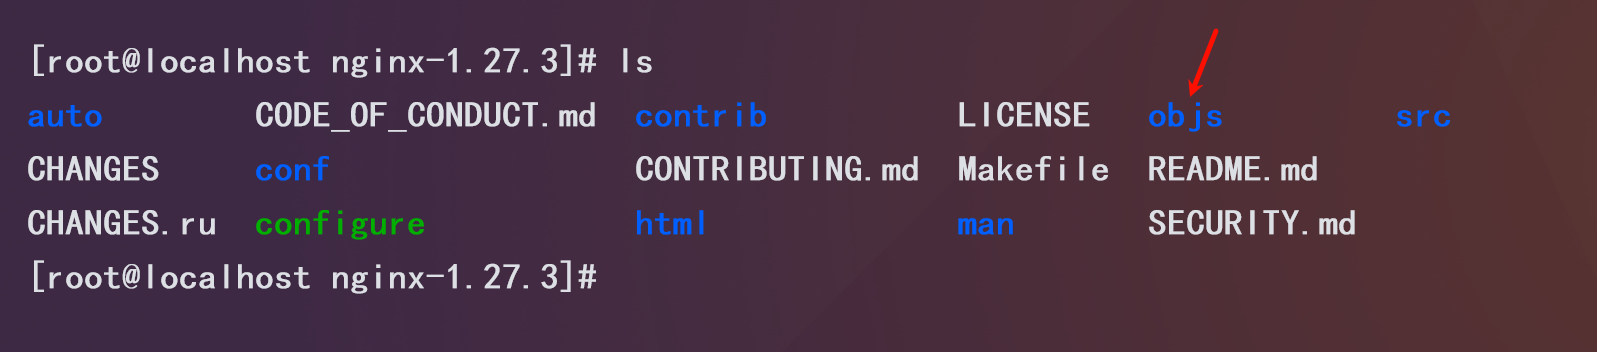 [root@localhost nginx-1.27.3]# ls
auto CODE_OF_CONDUCT.md contrib LICENSE objs src
CHANGES conf CONTRIBUTING.md Makefile README.md
CHANGES.ru configure html man SECURITY.md
[root@localhost nginx-1.27.3]#